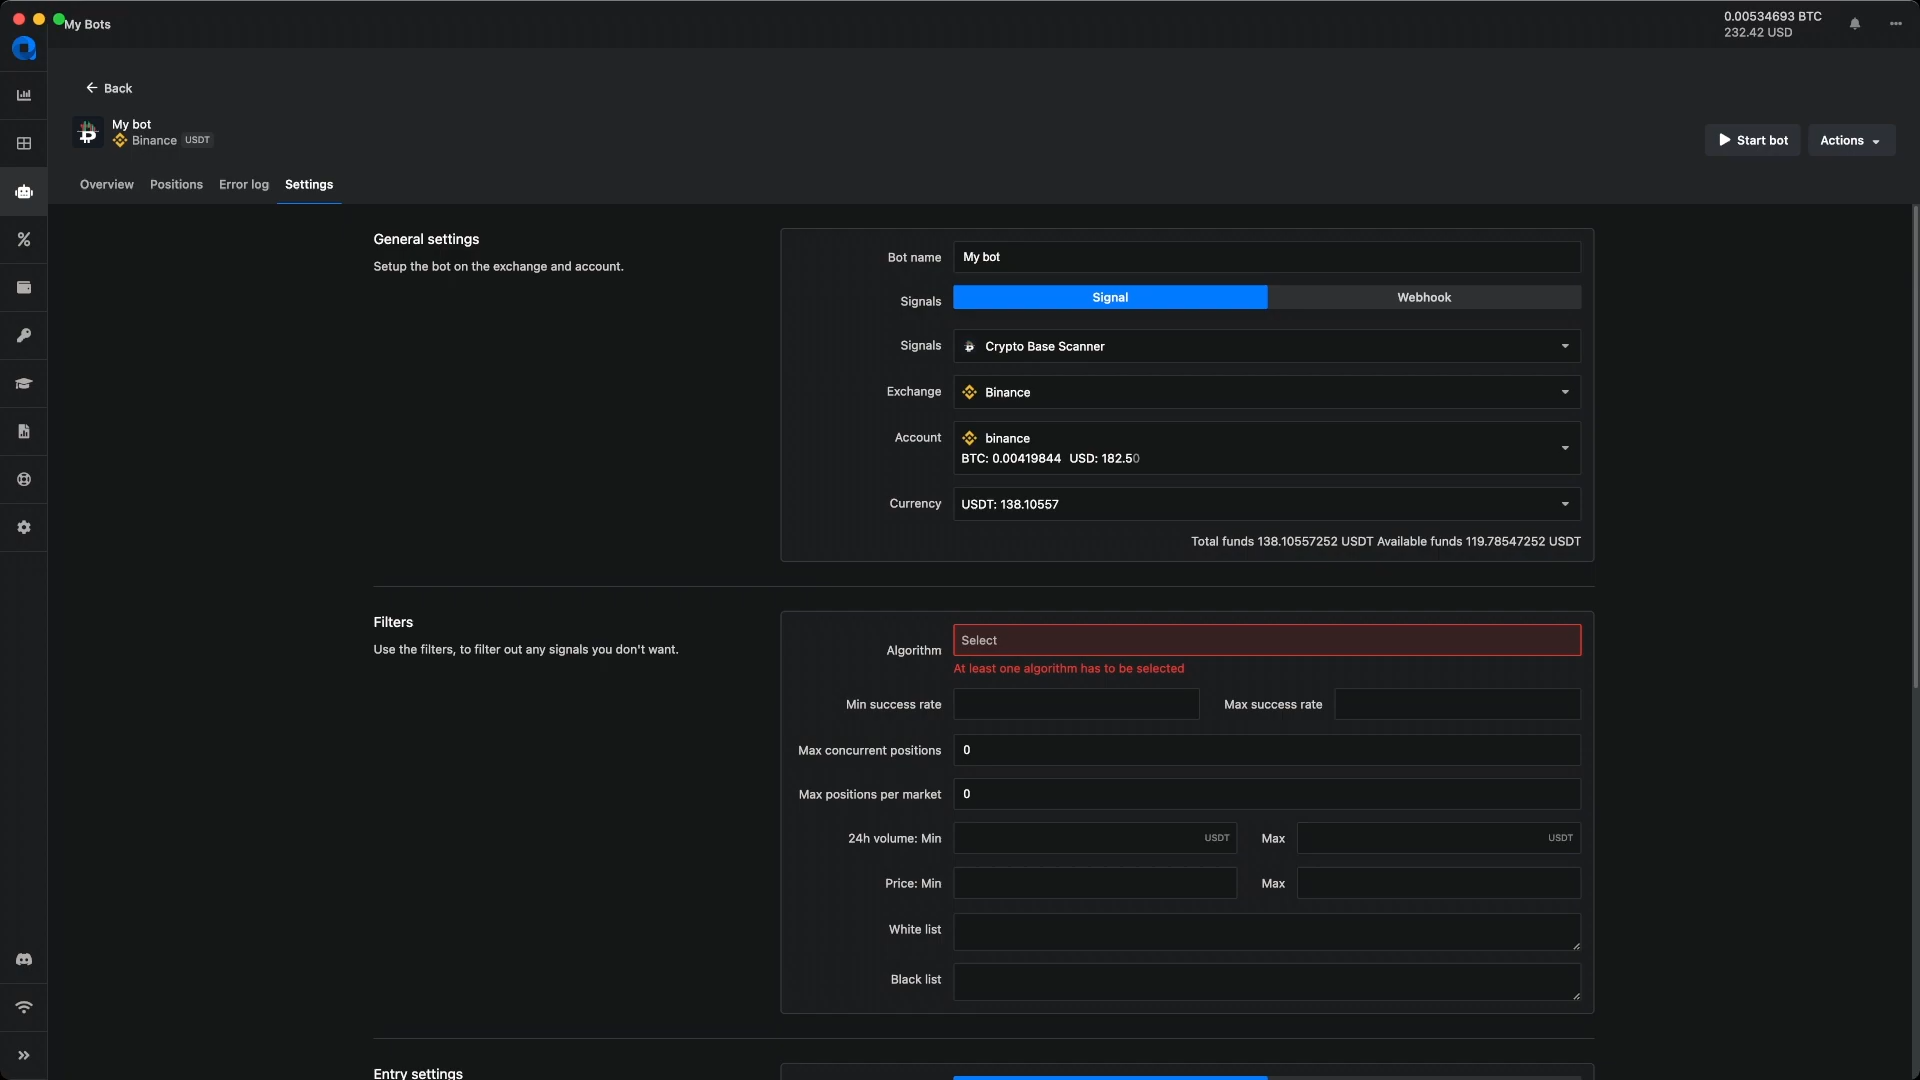 My Bots
0.00534693 BTC
232.42 USD
Back
My bot
Binance USDT
Start bot
Actions
Overview Positions Error log Settings
General settings
Setup the bot on the exchange and account.
Bot name My bot
Signals Signal Webhook
Signals Crypto Base Scanner
Exchange Binance
Account binance
BTC: 0.00419844 USD: 182.50
Currency USDT: 138.10557
Total funds 138.10557252 USDT Available funds 119.78547252 USDT
Filters
Use the filters, to filter out any signals you don't want.
Algorithm Select
At least one algorithm has to be selected
Min success rate Max success rate
Max concurrent positions 0
Max positions per market 0
24h volume: Min USDT Max USDT
Price: Min Max
White list
Black list
Entry settings